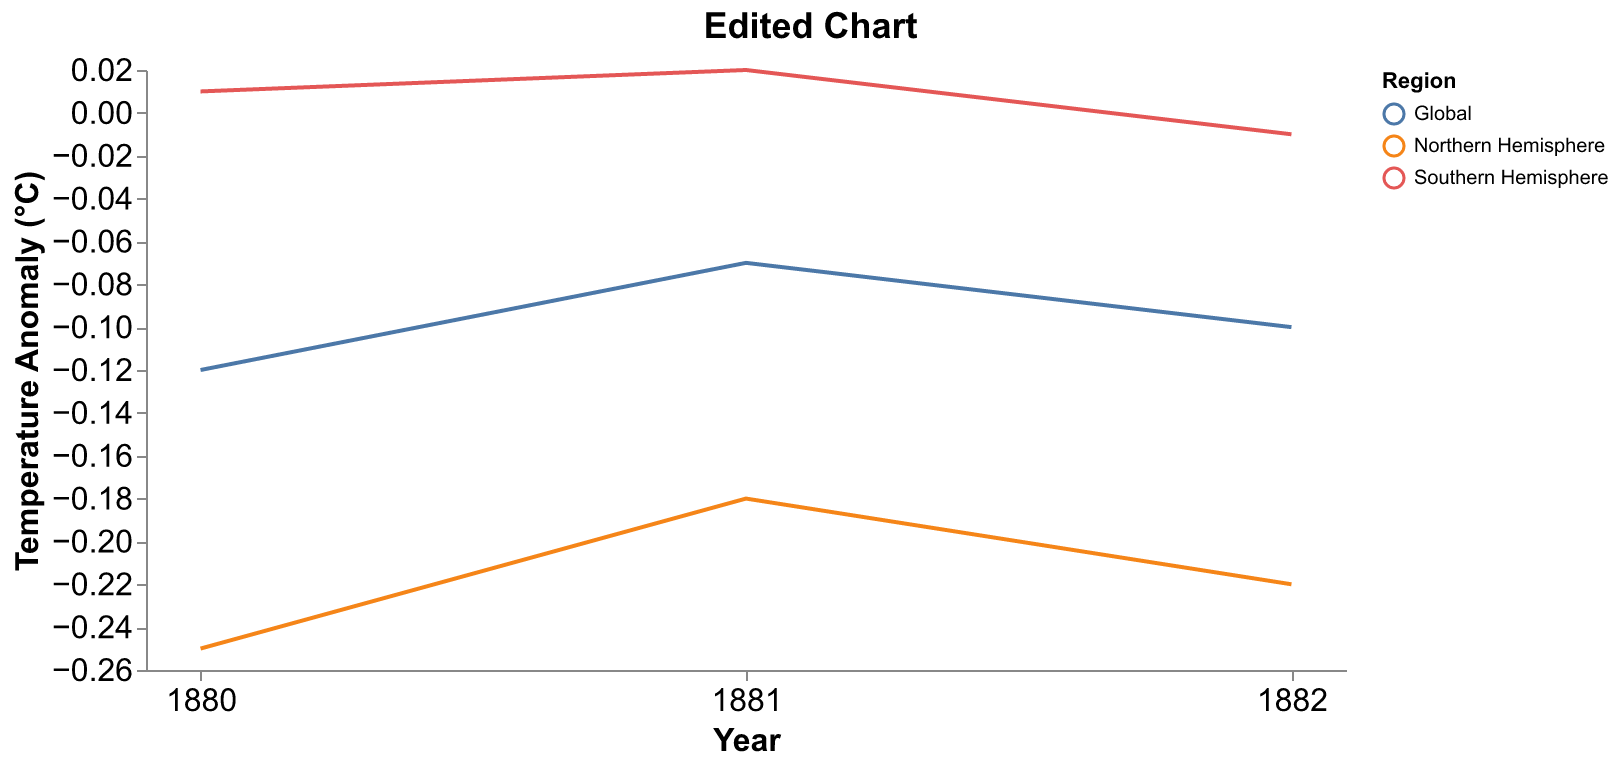 Edited Chart
Temperature Anomaly (°C)
0.02
0.00
−0.02
−0.04
−0.06
−0.08
−0.10
−0.12
−0.14
−0.16
−0.18
−0.20
−0.22
−0.24
−0.26
1880 1881 1882
Year
Region
Global
Northern Hemisphere
Southern Hemisphere